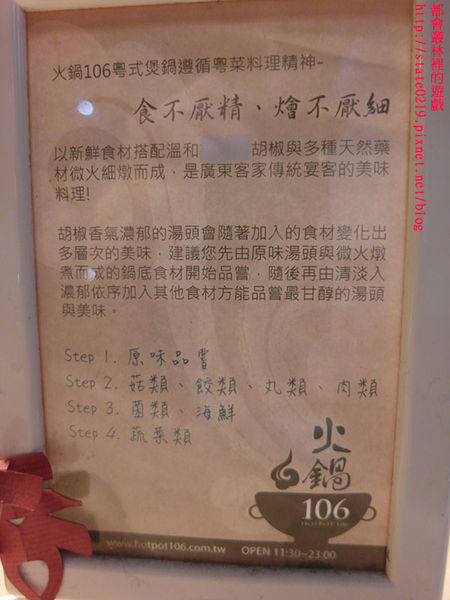 都會叢林裡的遊戲
http://state0219.pixnet.net/blog
火鍋106粵式煲鍋遵循粵菜料理精神-
食不厭精、燴不厭細
以新鮮食材搭配溫和 胡椒與多種天然藥
材微火細燉而成，是廣東客家傳統宴客的美味
料理!
胡椒香氣濃郁的湯頭會隨著加入的食材變化出
多層次的美味，建議您先由原味湯頭與微火燉
煮而成的鍋底食材開始品嘗，隨後再由清淡入
濃郁依序加入其他食材方能品嘗最甘醇的湯頭
與美味。
Step 1. 原味品嘗
Step 2. 菇類、餃類、丸類、肉類
Step 3. 菌類、海鮮
Step 4. 蔬菜類
火鍋
106
www.hotpot106.com.tw OPEN 11:30~23:00